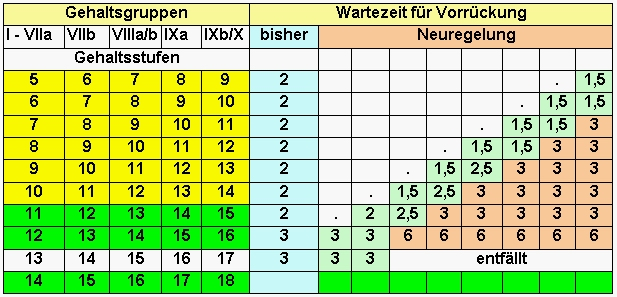 Gehaltsgruppen Wartezeit für Vorrückung
I - VIIa VIIb VIIIa/b IXa IXb/X bisher Neuregelung
Gehaltsstufen
5 6 7 8 9 2 . 1,5
6 7 8 9 10 2 . 1,5 1,5
7 8 9 10 11 2 . 1,5 1,5 3
8 9 10 11 12 2 . 1,5 1,5 3 3
9 10 11 12 13 2 . 1,5 2,5 3 3 3
10 11 12 13 14 2 . 1,5 2,5 3 3 3 3
11 12 13 14 15 2 . 2 2,5 3 3 3 3 3
12 13 14 15 16 3 3 3 6 6 6 6 6 6
13 14 15 16 17 3 3 3 entfällt
14 15 16 17 18